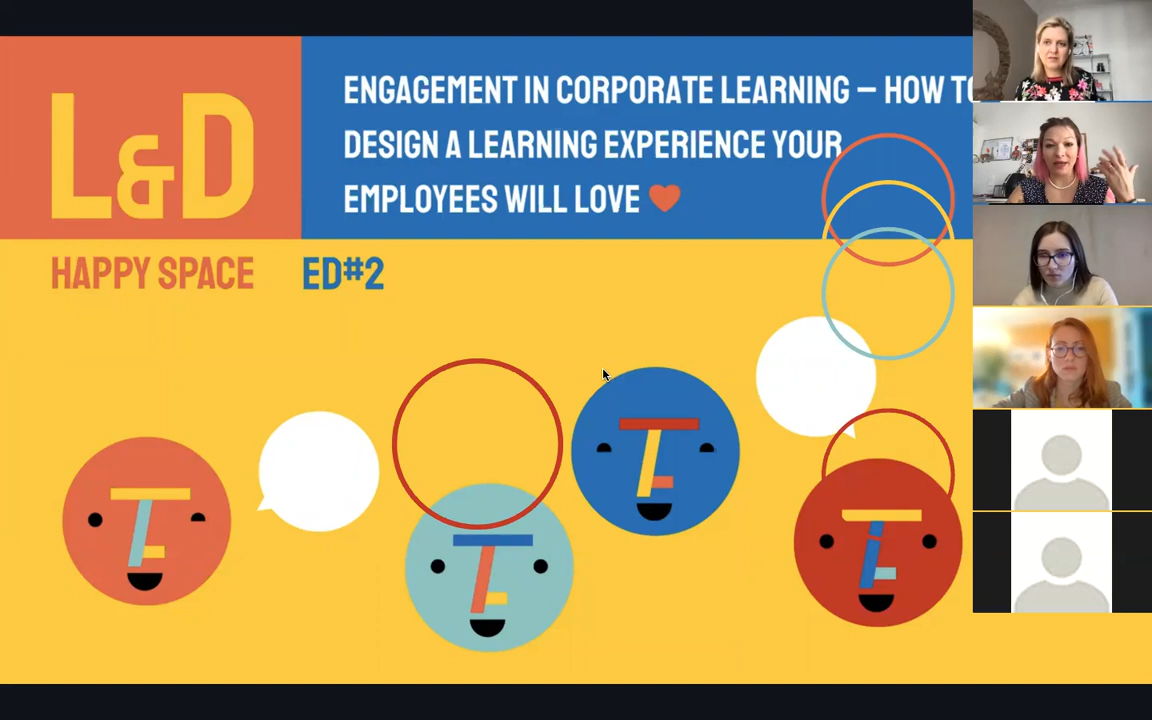 L&D
ENGAGEMENT IN CORPORATE LEARNING – HOW TO
DESIGN A LEARNING EXPERIENCE YOUR
EMPLOYEES WILL LOVE
HAPPY SPACE
ED#2